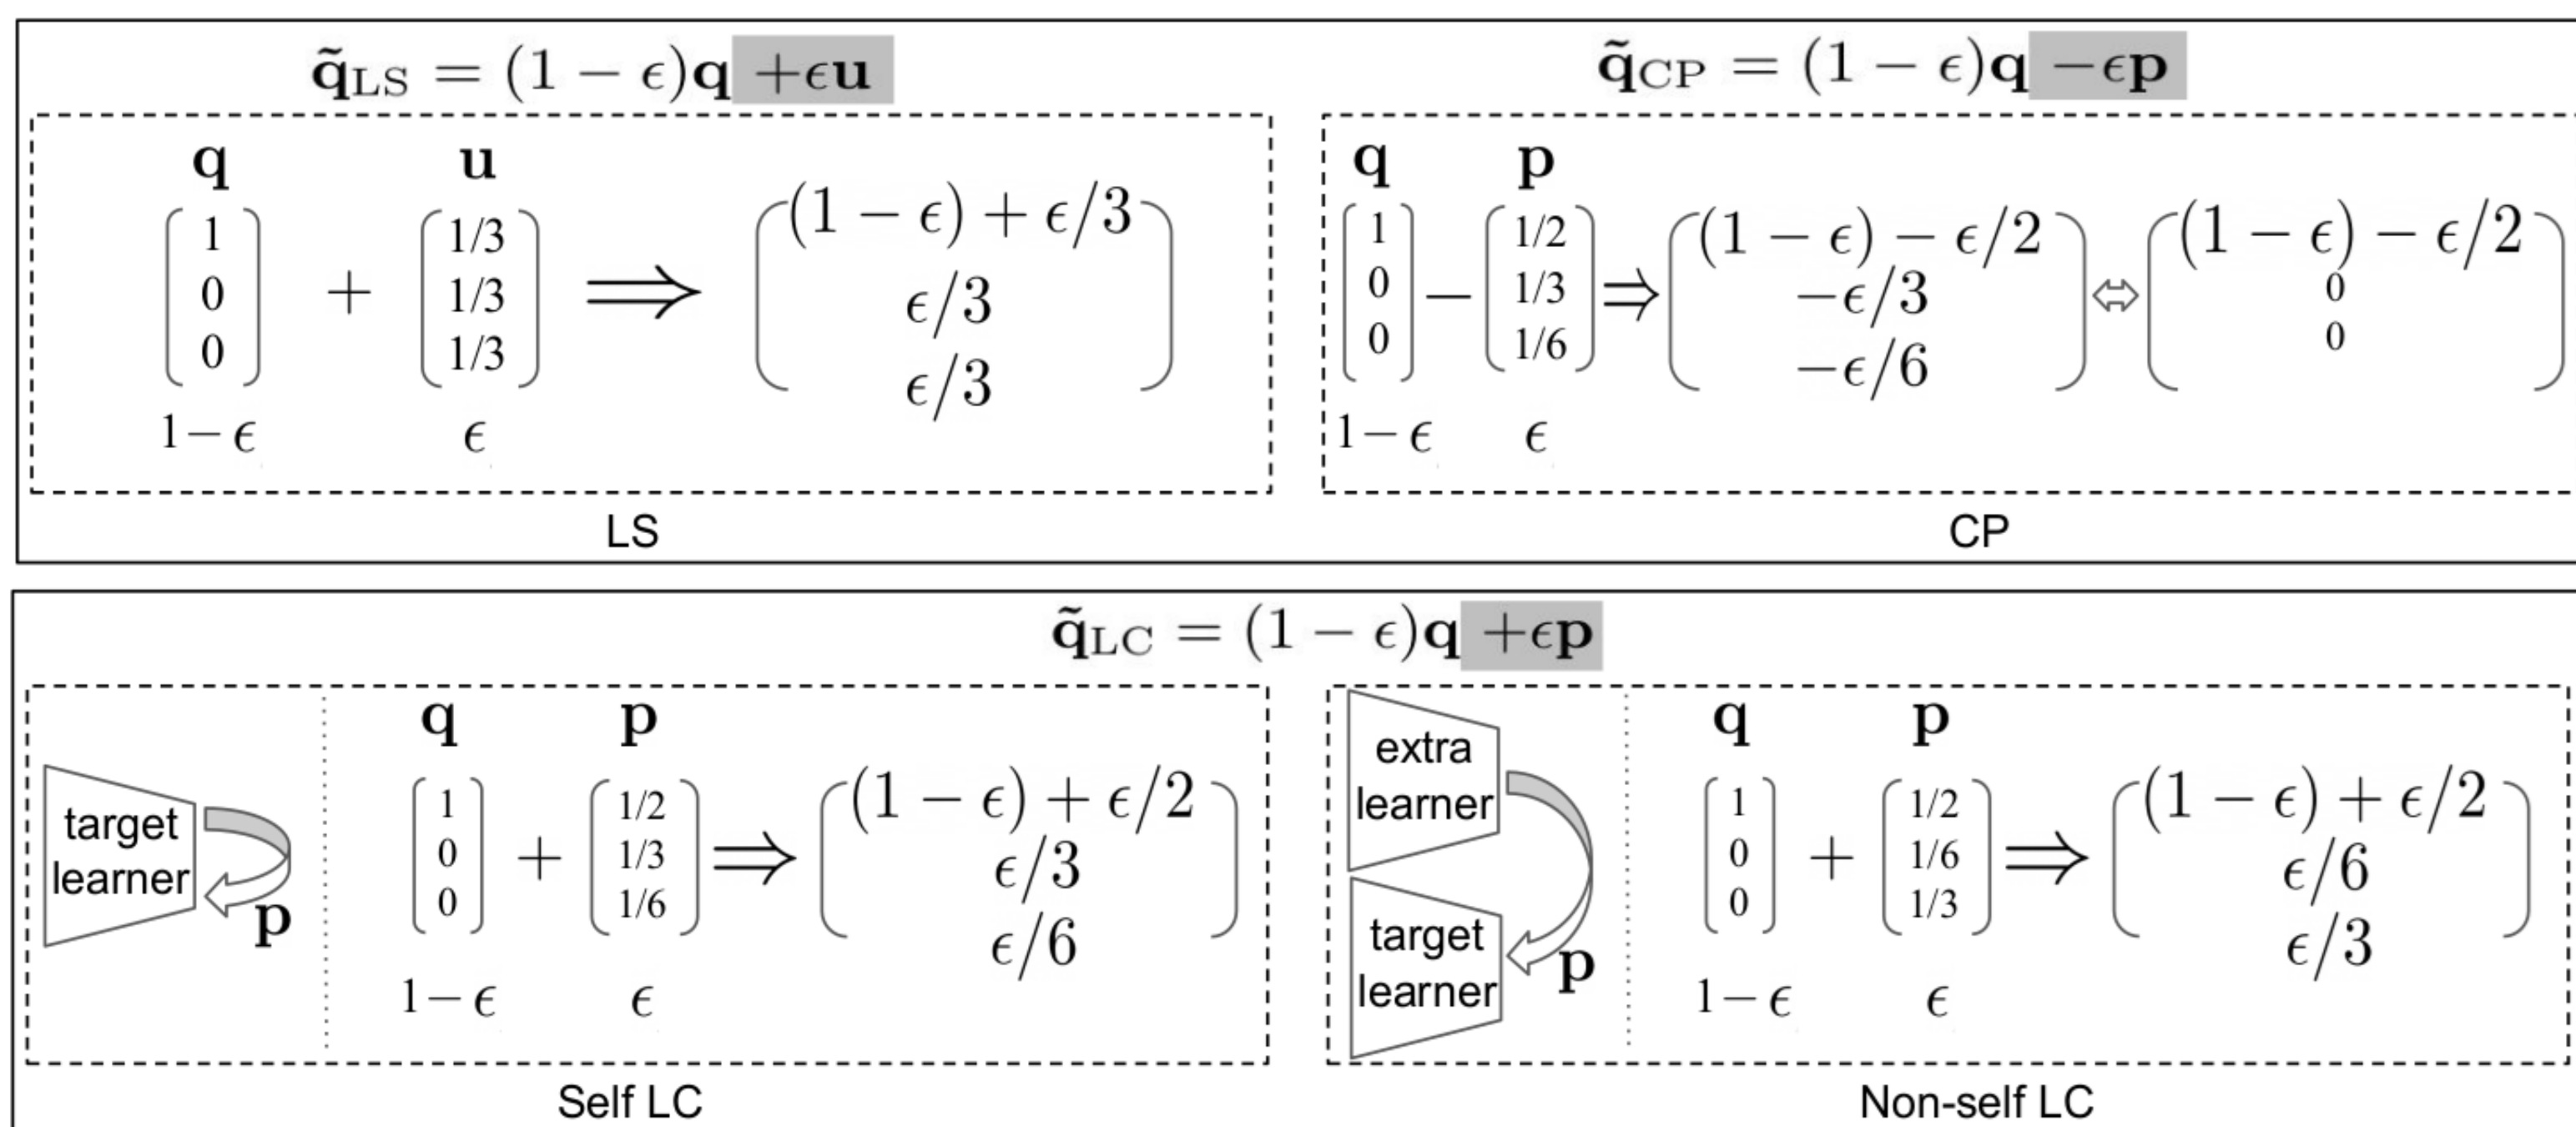 q̃LS = (1 − ϵ)q +ϵu
q u
1 1/3 (1 − ϵ) + ϵ/3
0 + 1/3 ⟹ ϵ/3
0 1/3 ϵ/3
1− ϵ ϵ
LS
q̃CP = (1 − ϵ)q −ϵp
q p
1 1/2 (1 − ϵ) − ϵ/2 (1 − ϵ) − ϵ/2
0 − 1/3 ⇒ −ϵ/3 ⇔ 0
0 1/6 −ϵ/6 0
1− ϵ ϵ
CP
q̃LC = (1 − ϵ)q +ϵp
target
learner
p
q p
1 1/2 (1 − ϵ) + ϵ/2
0 + 1/3 ⟹ ϵ/3
0 1/6 ϵ/6
1− ϵ ϵ
Self LC
extra
learner
target
learner
p
q p
1 1/2 (1 − ϵ) + ϵ/2
0 + 1/6 ⟹ ϵ/6
0 1/3 ϵ/3
1− ϵ ϵ
Non-self LC